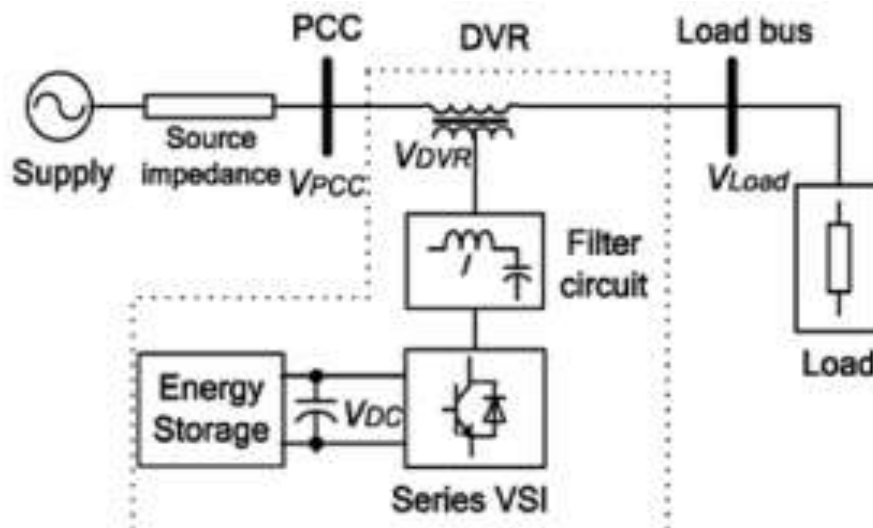 PCC
DVR
Load bus
Supply
Source
impedance
VPCC
VDVR
VLoad
Filter
circuit
Load
Energy
Storage
VDC
Series VSI